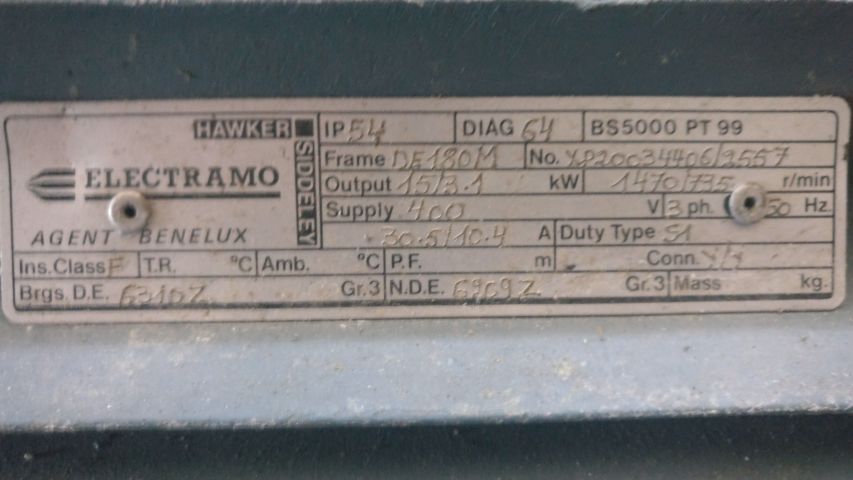 HAWKER SIDDELEY
ELECTRAMO
AGENT BENELUX
IP 54 DIAG 64 BS5000 PT 99
Frame DE180M No.
Output 15/3.1 kW 1470/735 r/min
Supply 400 V 3 ph. 50 Hz
30.5/10.4 A Duty Type S1
Ins.Class F T.R. °C Amb. °C P.F. m Conn. Y/Y
Brgs. D.E. 6310Z Gr.3 N.D.E. Gr.3 Mass kg.